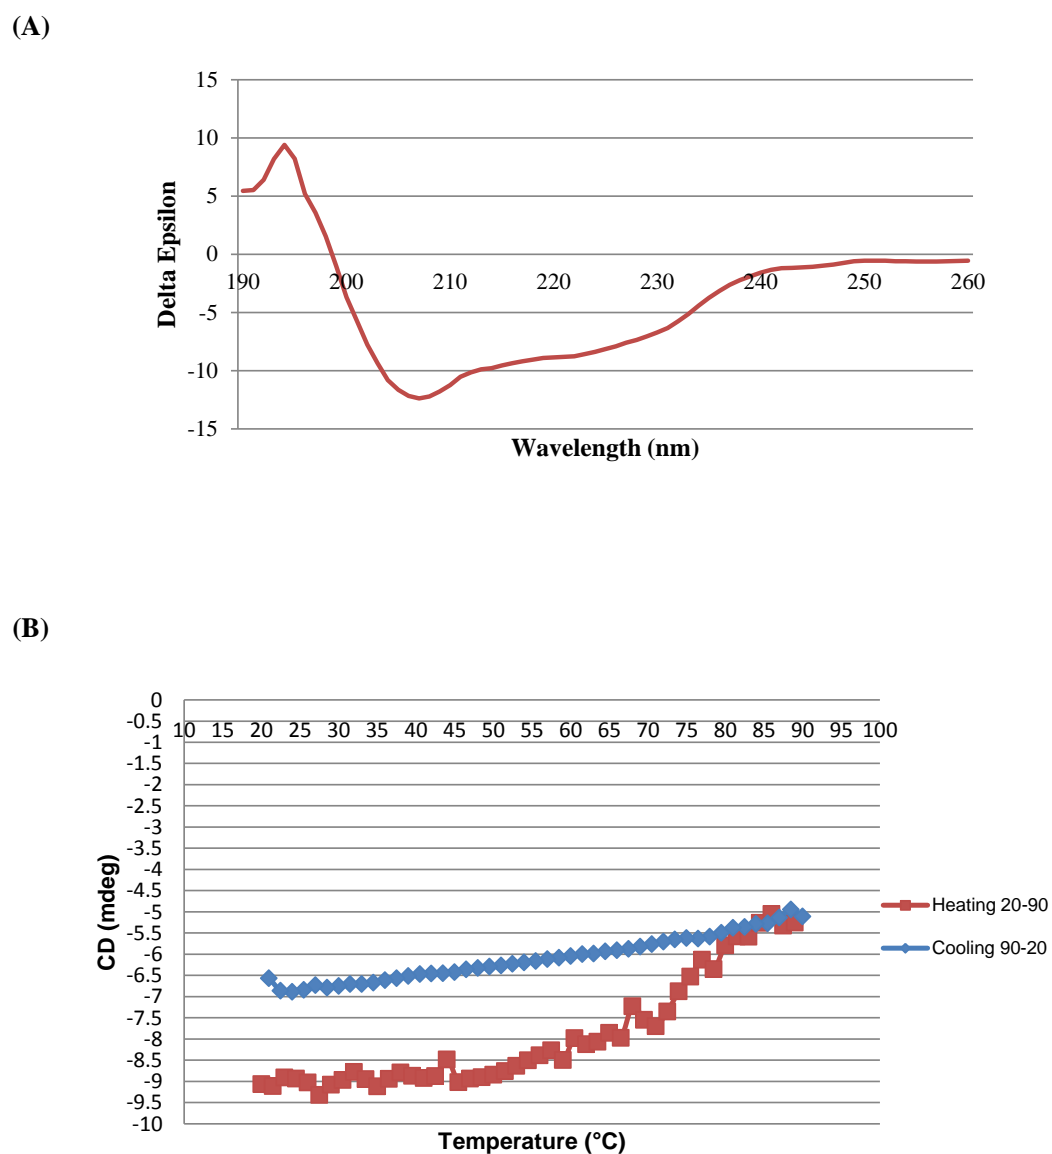 (A)
15
10
5
0
-5
-10
-15
190 200 210 220 230 240 250 260
Delta Epsilon
Wavelength (nm)
(B)
0
-0.5
-1
-1.5
-2
-2.5
-3
-3.5
-4
-4.5
-5
-5.5
-6
-6.5
-7
-7.5
-8
-8.5
-9
-9.5
-10
10 15 20 25 30 35 40 45 50 55 60 65 70 75 80 85 90 95 100
CD (mdeg)
Temperature (°C)
Heating 20-90
Cooling 90-20